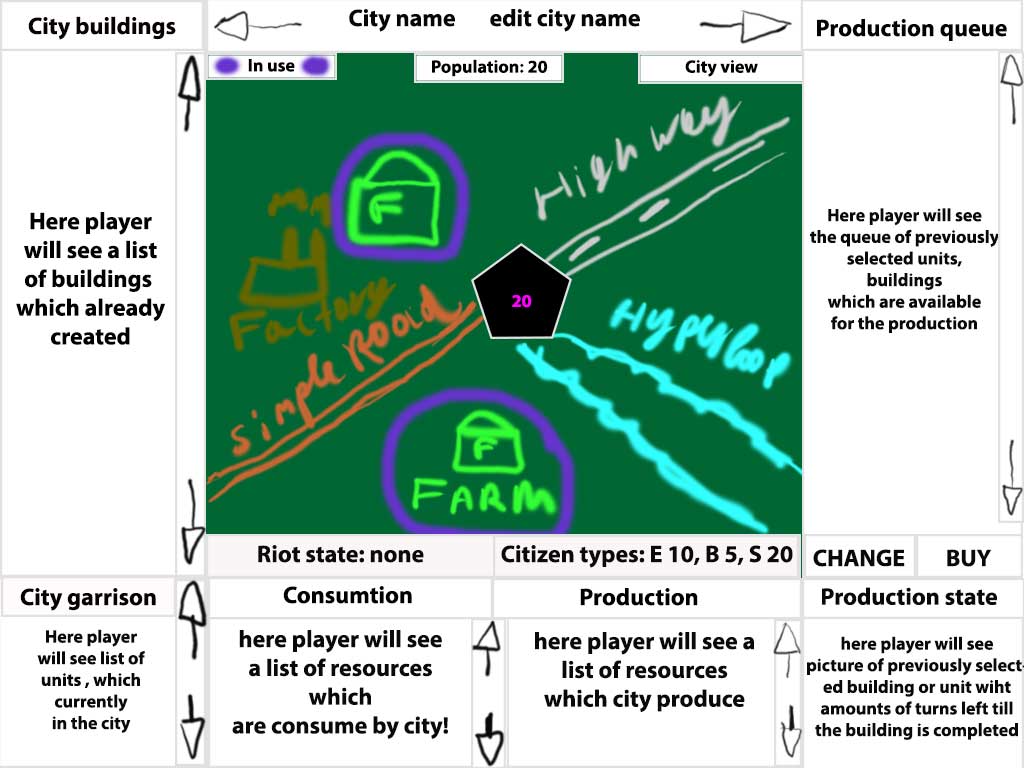 City buildings
City name edit city name
Production queue
In use
Population: 20
City view
Here player
will see a list
of buildings
which already
created
Highway
F
Factory
20
Simple Rooad
Hyperloop
F
FARM
Here player will see
the queue of previously
selected units,
buildings
which are available
for the production
Riot state: none
Citizen types: E 10, B 5, S 20
CHANGE
BUY
City garrison
Here player
will see list of
units , which
currently
in the city
Consumtion
here player will see
a list of resources
which
are consume by city!
Production
here player will see a
list of resources
which city produce
Production state
here player will see
picture of previously select-
ed building or unit wiht
amounts of turns left till
the building is completed